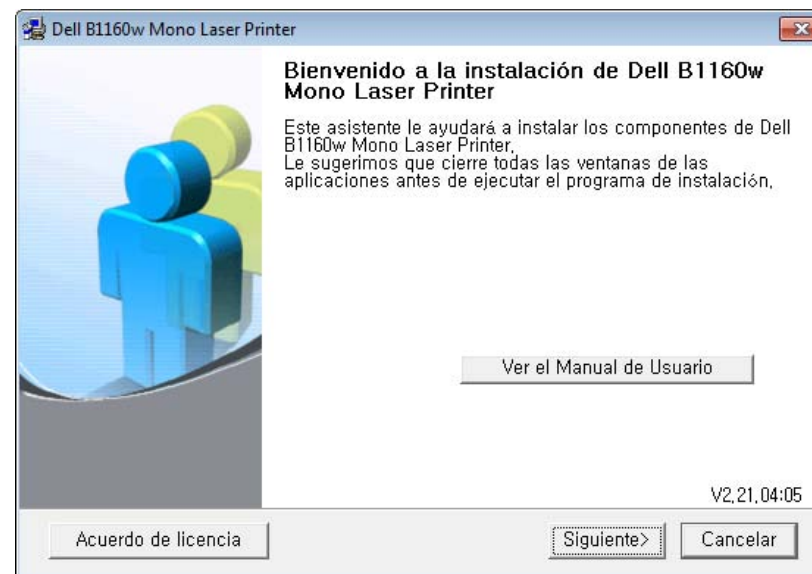 Dell B1160w Mono Laser Printer
Bienvenido a la instalación de Dell B1160w
Mono Laser Printer
Este asistente le ayudará a instalar los componentes de Dell
B1160w Mono Laser Printer,
Le sugerimos que cierre todas las ventanas de las
aplicaciones antes de ejecutar el programa de instalación,
Ver el Manual de Usuario
V2,21,04:05
Acuerdo de licencia
Siguiente>
Cancelar